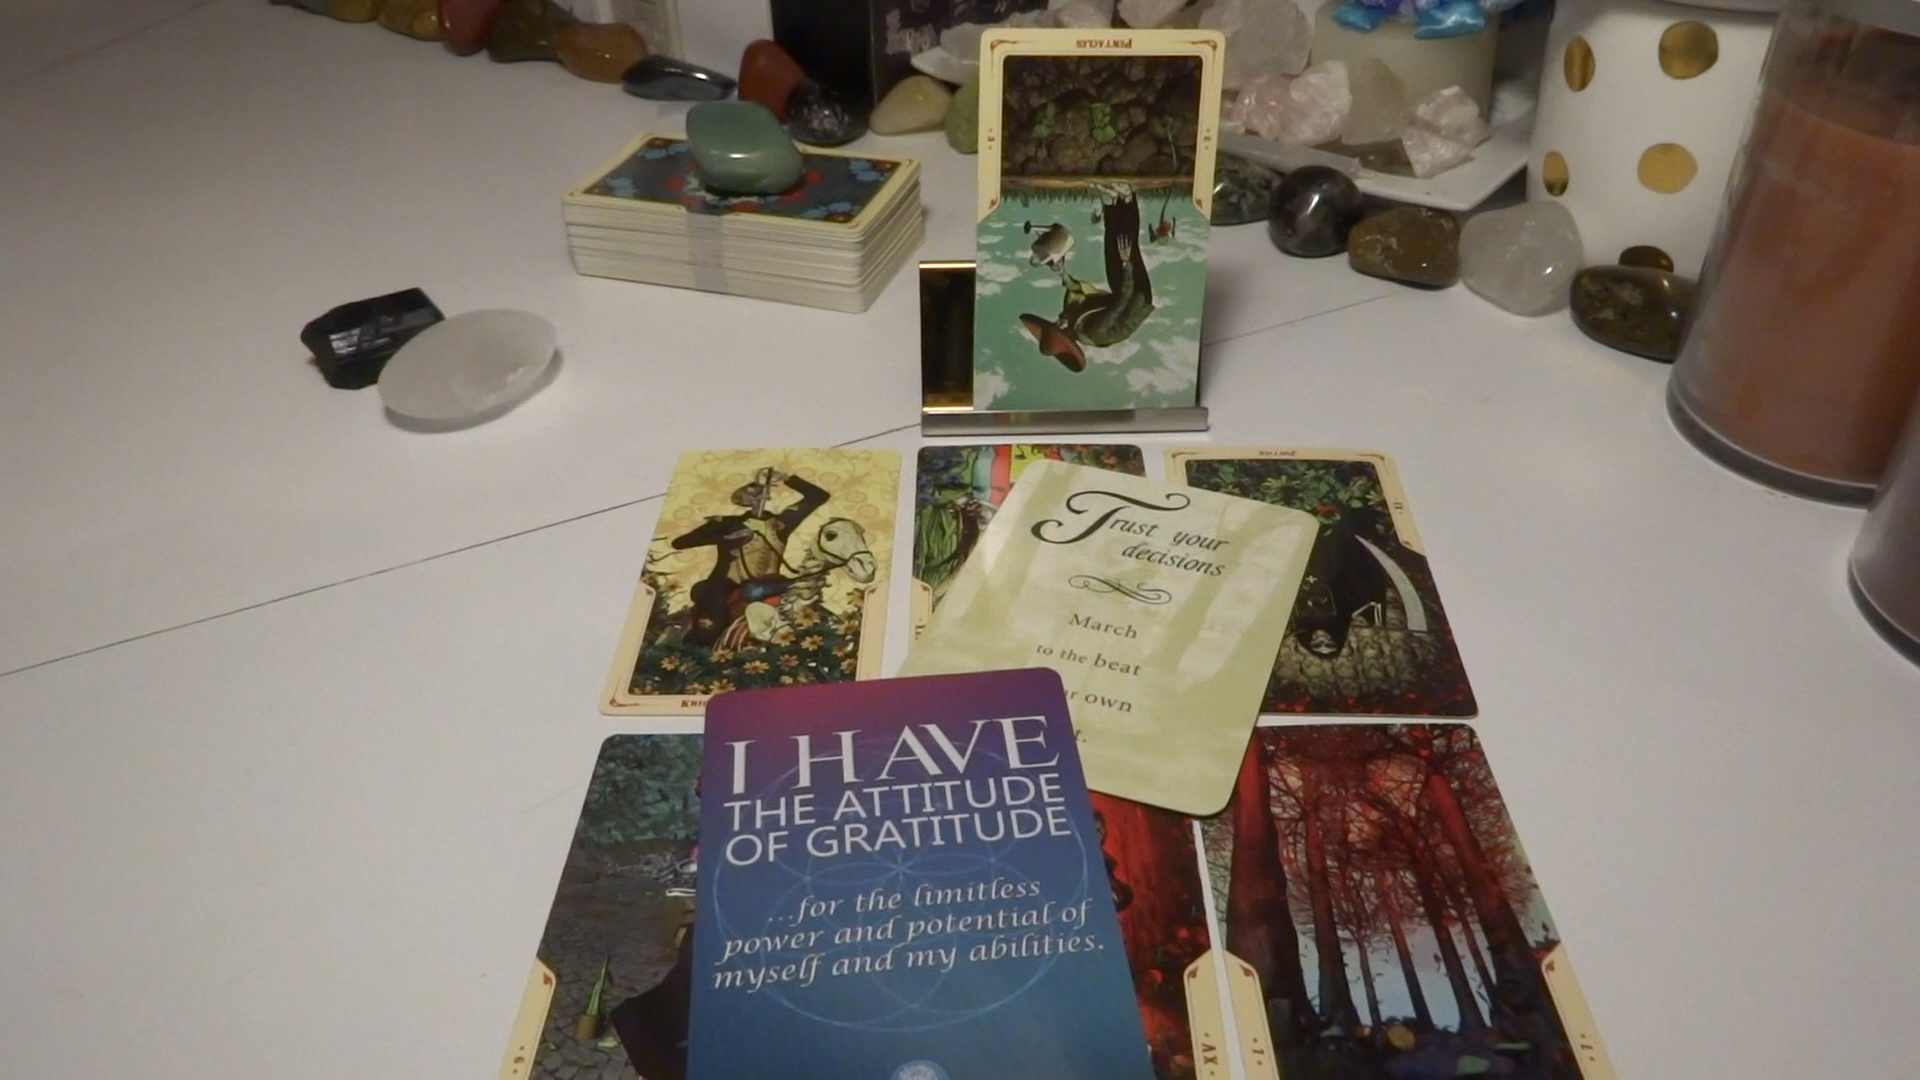 PENTACLES
Trust your
decisions
March
to the beat
own
I HAVE
THE ATTITUDE
OF GRATITUDE
...for the limitless
power and potential of
myself and my abilities.
XV